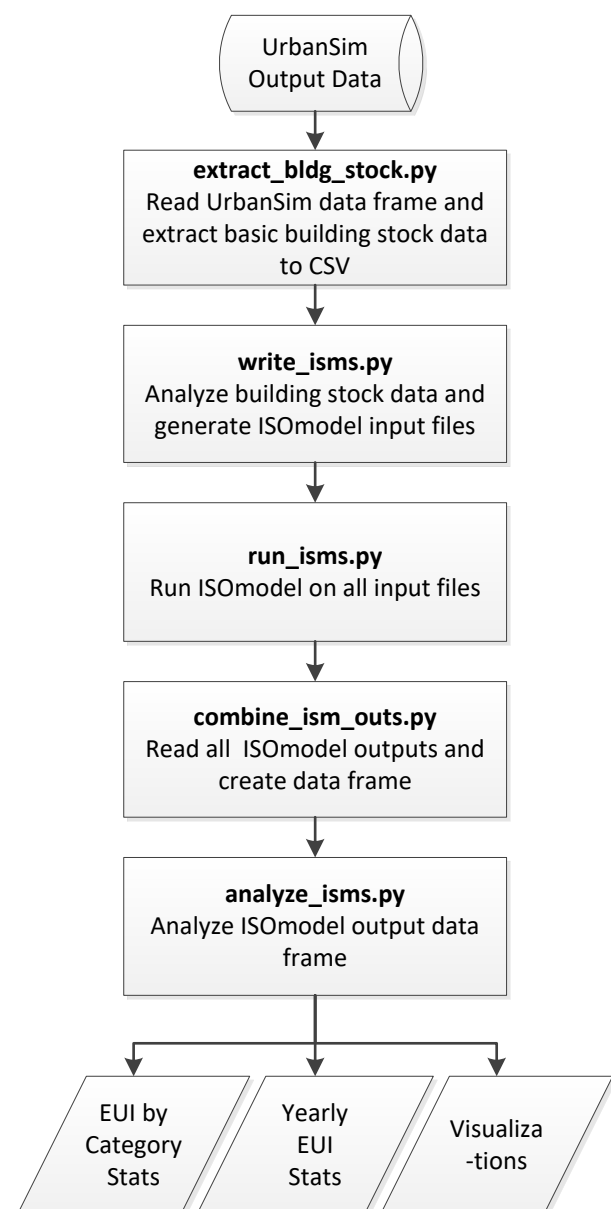 UrbanSim
Output Data
extract_bldg_stock.py
Read UrbanSim data frame and
extract basic building stock data
to CSV
write_isms.py
Analyze building stock data and
generate ISOmodel input files
run_isms.py
Run ISOmodel on all input files
combine_ism_outs.py
Read all  ISOmodel outputs and
create data frame
analyze_isms.py
Analyze ISOmodel output data
frame
EUI by
Category
Stats
Yearly
EUI
Stats
Visualiza
-tions